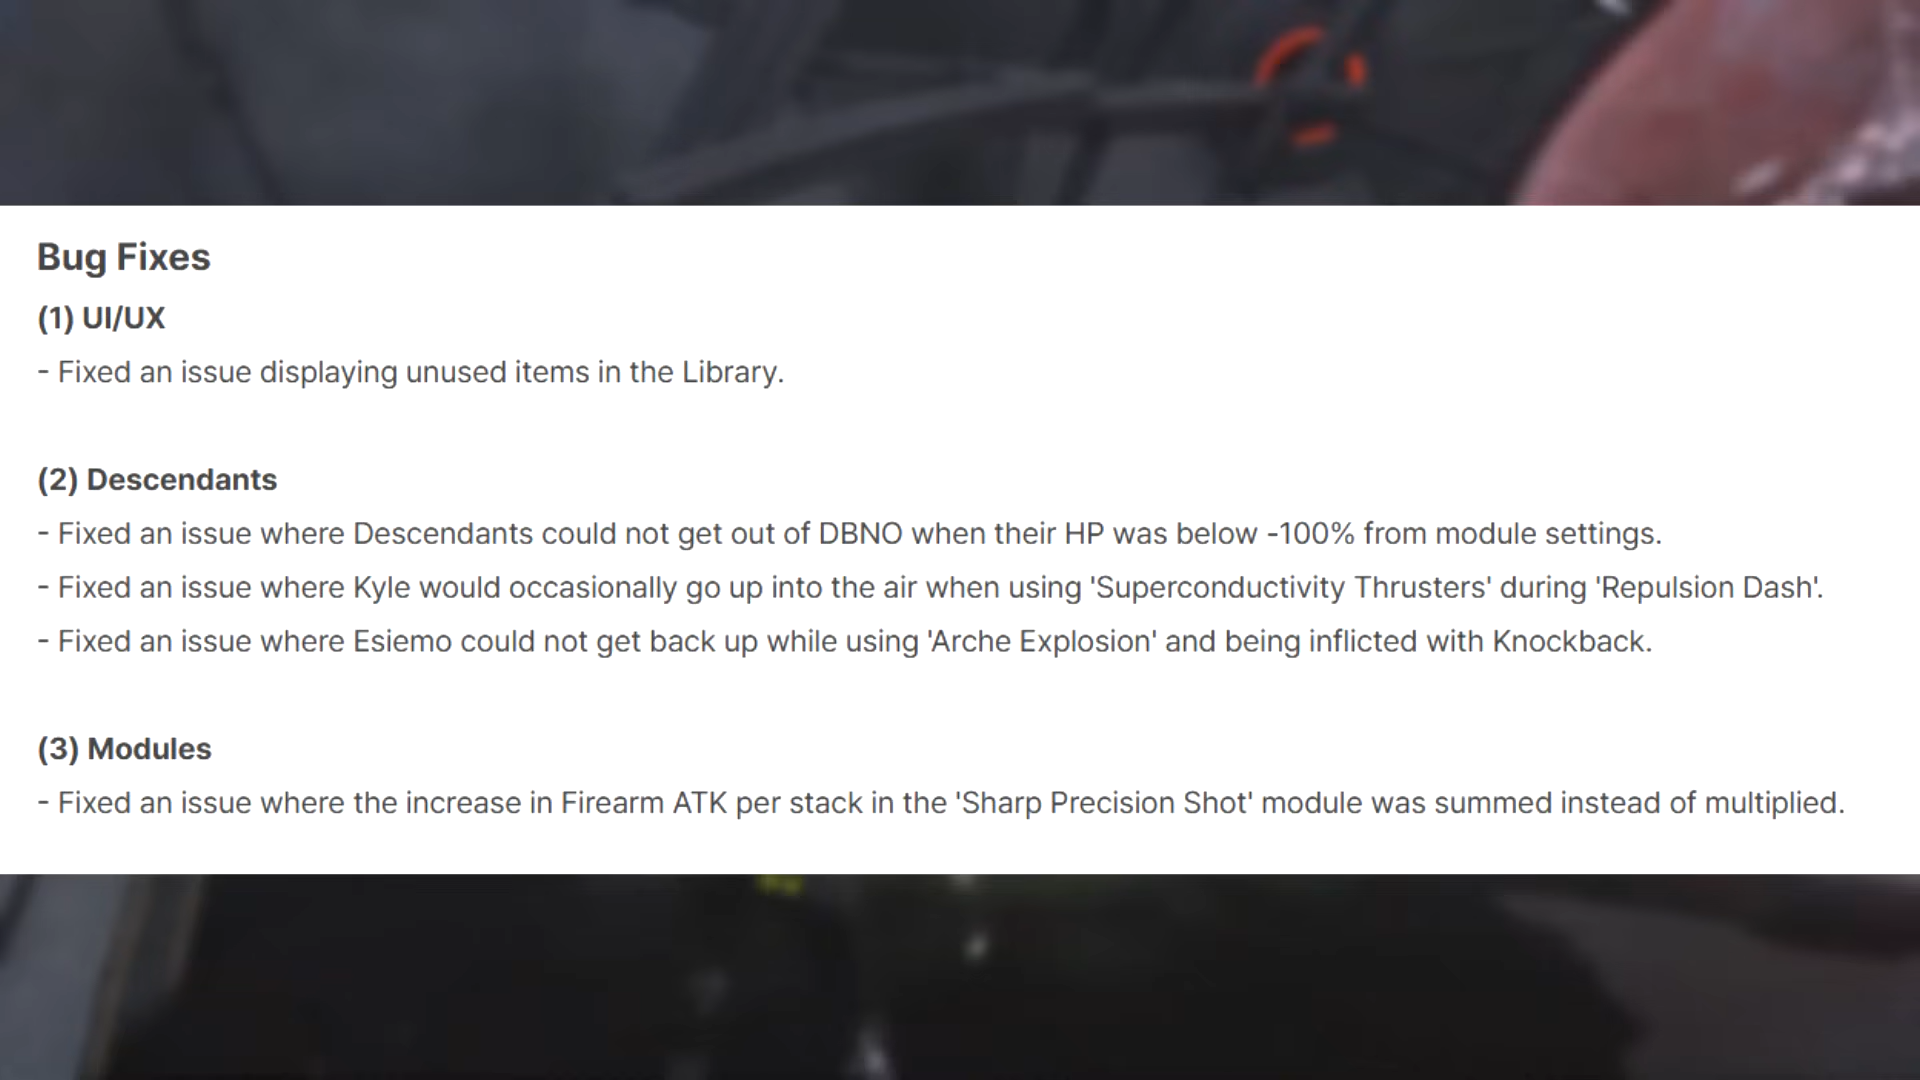 Bug Fixes
(1) UI/UX
- Fixed an issue displaying unused items in the Library.
(2) Descendants
- Fixed an issue where Descendants could not get out of DBNO when their HP was below -100% from module settings.
- Fixed an issue where Kyle would occasionally go up into the air when using 'Superconductivity Thrusters' during 'Repulsion Dash'.
- Fixed an issue where Esiemo could not get back up while using 'Arche Explosion' and being inflicted with Knockback.
(3) Modules
- Fixed an issue where the increase in Firearm ATK per stack in the 'Sharp Precision Shot' module was summed instead of multiplied.